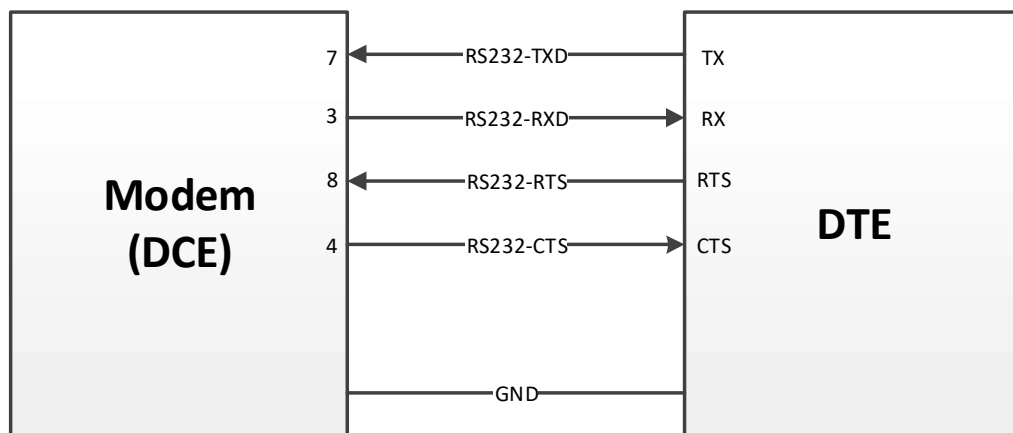 7 RS232-TXD TX
3 RS232-RXD RX
8 RS232-RTS RTS
Modem
(DCE)
4 RS232-CTS CTS
DTE
GND